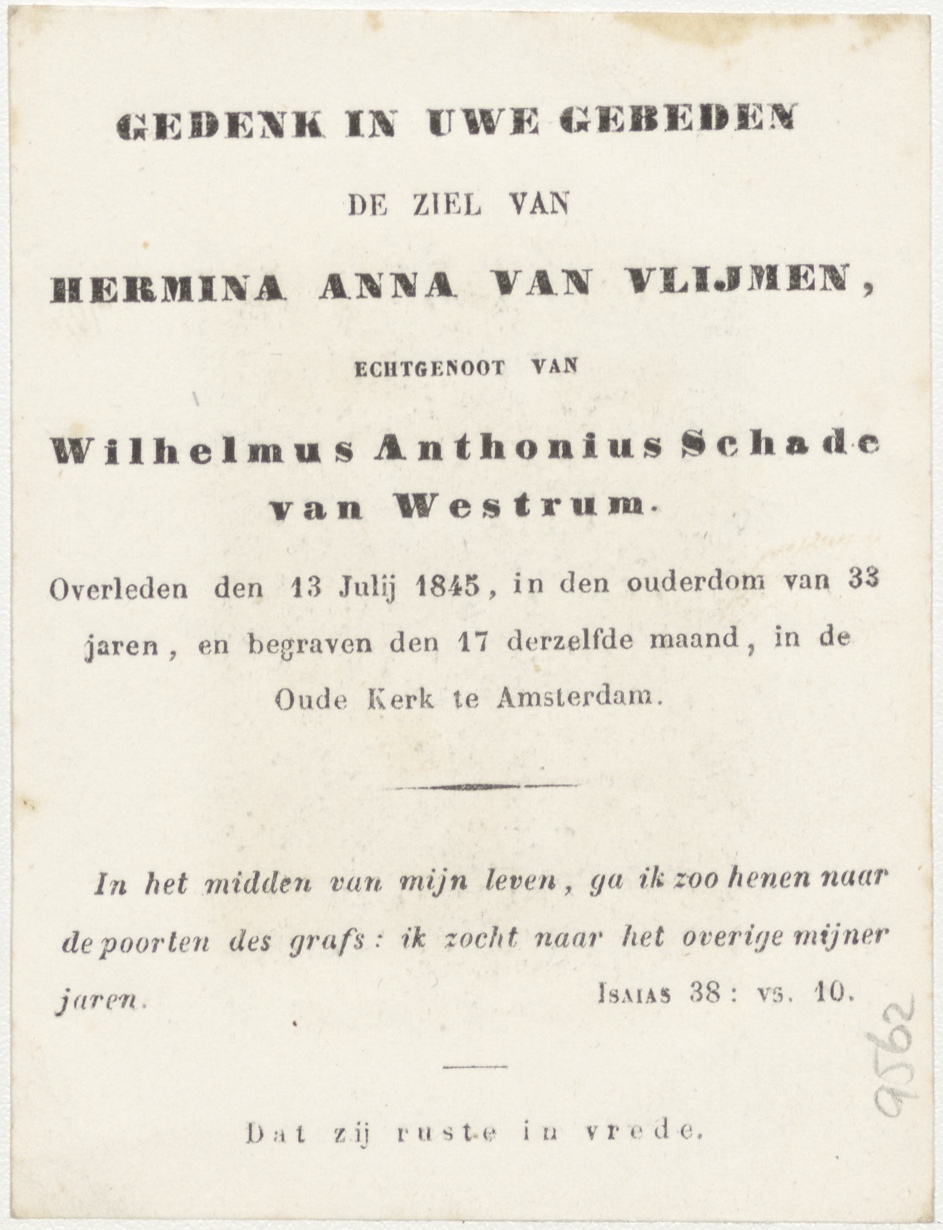 GEDENK IN UWE GEBEDEN
DE ZIEL VAN
HERMINA ANNA VAN VLIJMEN,
ECHTGENOOT VAN
Wilhelmus Anthonius Schade
van Westrum.
Overleden den 13 Julij 1845, in den ouderdom van 33
jaren, en begraven den 17 derzelfde maand, in de
Oude Kerk te Amsterdam.
In het midden van mijn leven, ga ik zoo henen naar
de poorten des grafs: ik zocht naar het overige mijner
jaren. ISAIAS 38: vs. 10.
9562
Dat zij ruste in vrede.